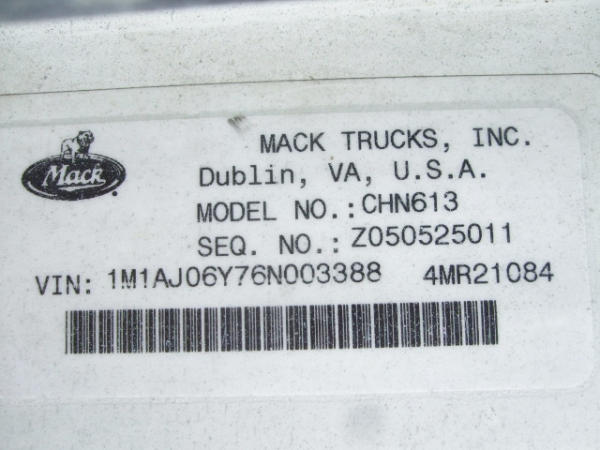 Mack
MACK TRUCKS, INC.
Dublin, VA, U.S.A.
MODEL NO.:CHN613
SEQ. NO.: Z050525011
VIN: 1M1AJ06Y76N003388 4MR21084